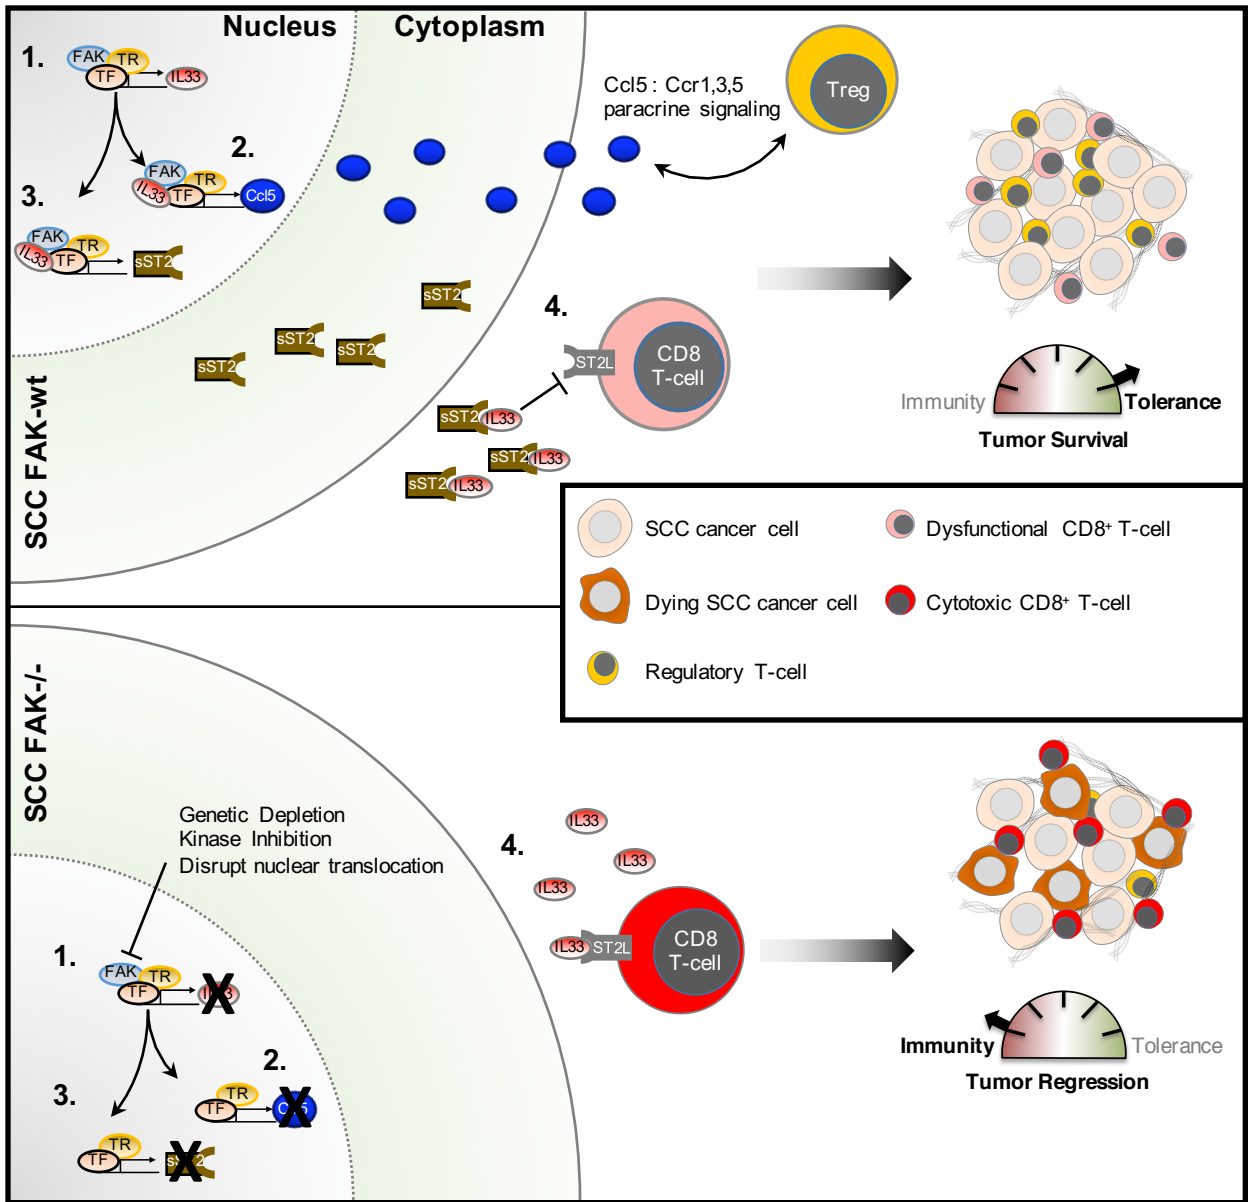 Nucleus
Cytoplasm
1.
FAK
TR
TF
IL33
2.
FAK
TR
IL33
TF
Ccl5
3.
FAK
TR
IL33
TF
sST2
Ccl5 : Ccr1,3,5
paracrine signaling
Treg
sST2
sST2
sST2
sST2
4.
ST2L
CD8
T-cell
sST2
IL33
sST2
IL33
sST2
IL33
SCC FAK-wt
Immunity
Tolerance
Tumor Survival
SCC cancer cell
Dysfunctional CD8+ T-cell
Dying SCC cancer cell
Cytotoxic CD8+ T-cell
Regulatory T-cell
SCC FAK-/-
Genetic Depletion
Kinase Inhibition
Disrupt nuclear translocation
1.
FAK
TR
TF
IL33
2.
TR
TF
Ccl5
3.
TR
TF
sST2
4.
IL33
IL33
IL33
IL33
ST2L
CD8
T-cell
Immunity
Tolerance
Tumor Regression